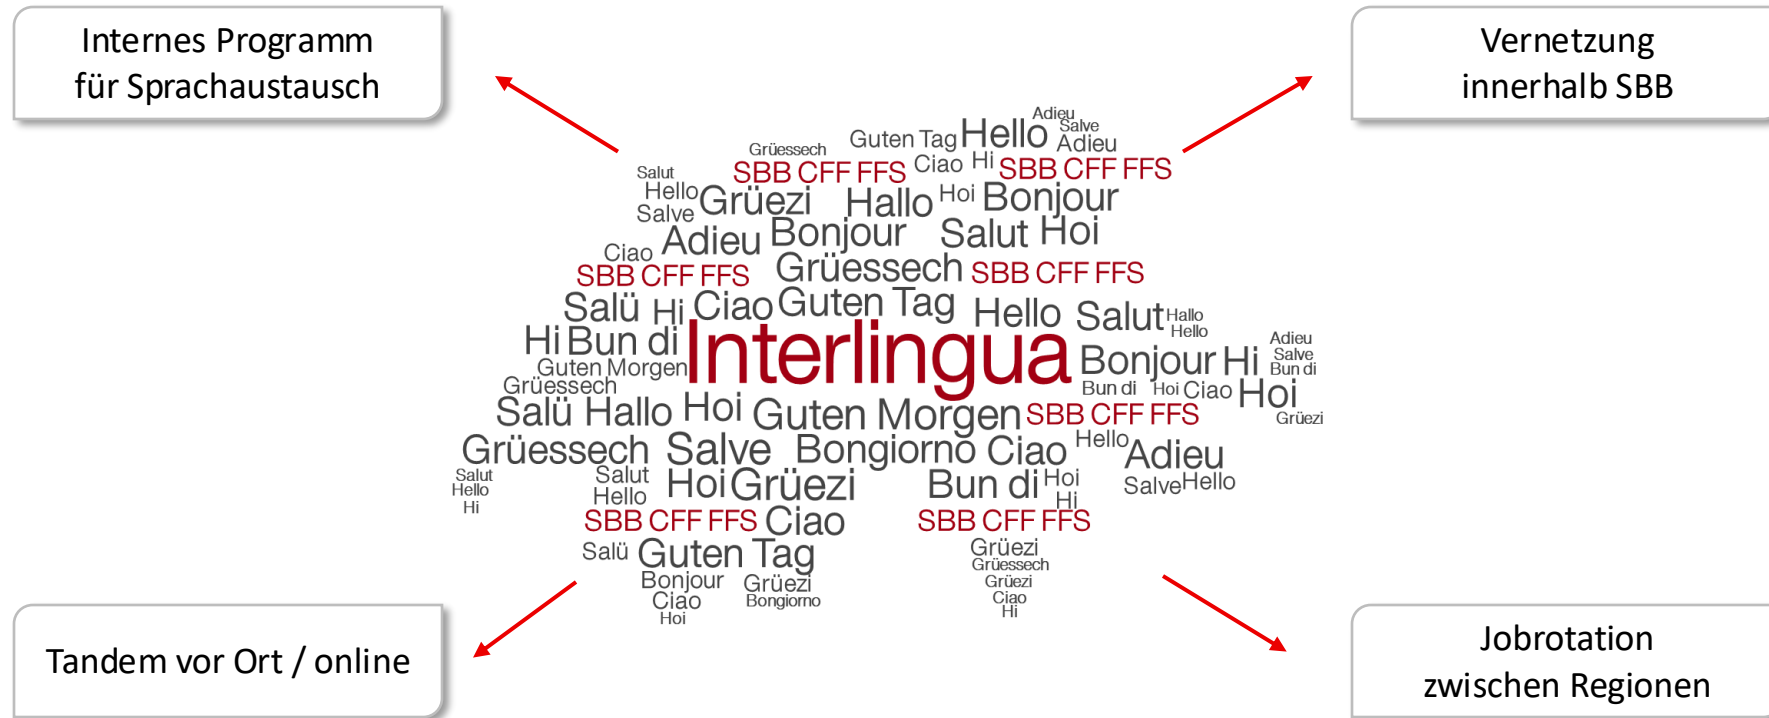 Internes Programm
für Sprachaustausch
Vernetzung
innerhalb SBB
Adieu
Guten Tag Hello Salve
Adieu
Grüessech
Salut SBB CFF FFS Ciao Hi SBB CFF FFS
Hello Grüezi Hallo Hoi Bonjour
Salve
Adieu Bonjour Salut Hoi
Ciao
SBB CFF FFS Grüessech SBB CFF FFS
Salü Hi Ciao Guten Tag Hello Salut Hallo
Hello
Hi Bun di Interlingua Bonjour Hi Adieu
Salve
Bun di
Guten Morgen
Grüessech Bun di Hoi Ciao Hoi
Grüezi
Salü Hallo Hoi Guten Morgen SBB CFF FFS
Grüessech Salve Bongiorno Ciao Hello Adieu
Salut Salut Hoi Grüezi Bun di Hoi Salve Hello
Hello Hello Hi
Hi
SBB CFF FFS Ciao SBB CFF FFS
Salü Guten Tag Grüezi
Grüessech
Bonjour Grüezi Grüezi
Ciao Bongiorno Ciao
Hoi Hi
Tandem vor Ort / online
Jobrotation
zwischen Regionen